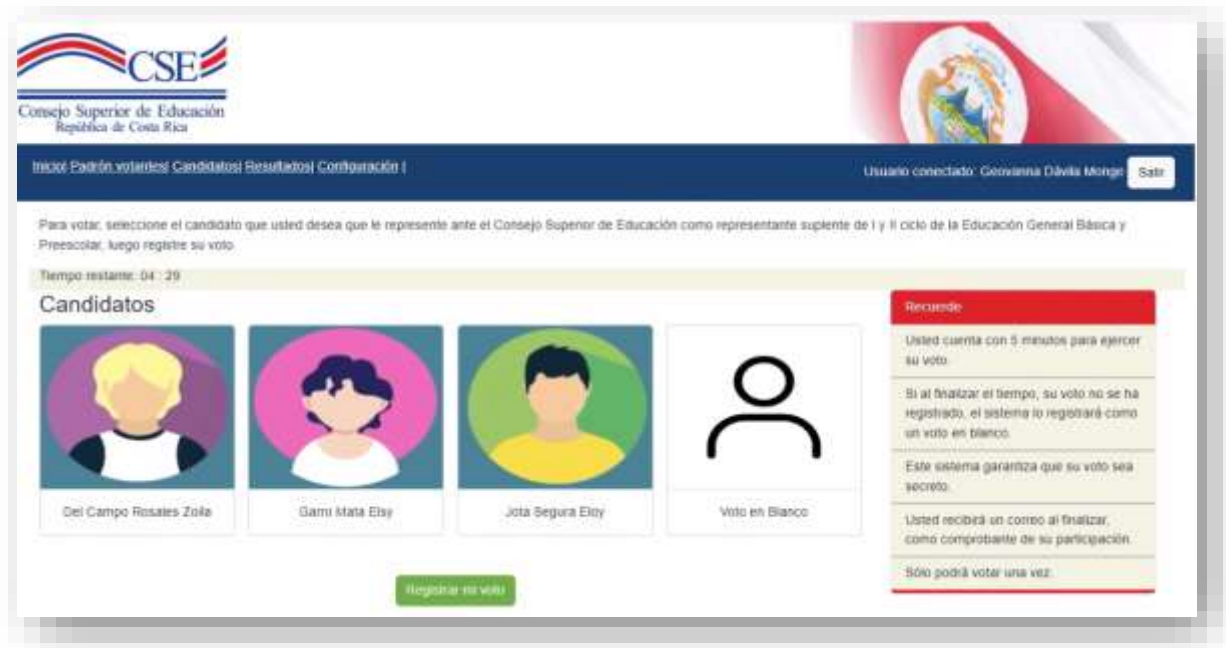 CSE
Consejo Superior de Educación
República de Costa Rica
Inicio| Padrón votantes| Candidatos| Resultados| Configuración |
Usuario conectado: Geovanna Dávila Monge Salir
Para votar, seleccione el candidato que usted desea que le represente ante el Consejo Superior de Educación como representante suplente de I y II ciclo de la Educación General Básica y
Preescolar, luego registre su voto.
Tiempo restante: 04 : 29
Candidatos
Del Campo Rosales Zoila
Garni Mata Elsy
Jota Segura Eloy
Voto en Blanco
Registrar mi voto
Recuerde
Usted cuenta con 5 minutos para ejercer
su voto.
Si al finalizar el tiempo, su voto no se ha
registrado, el sistema lo registrará como
un voto en blanco.
Este sistema garantiza que su voto sea
secreto.
Usted recibirá un correo al finalizar,
como comprobante de su participación.
Sólo podrá votar una vez.